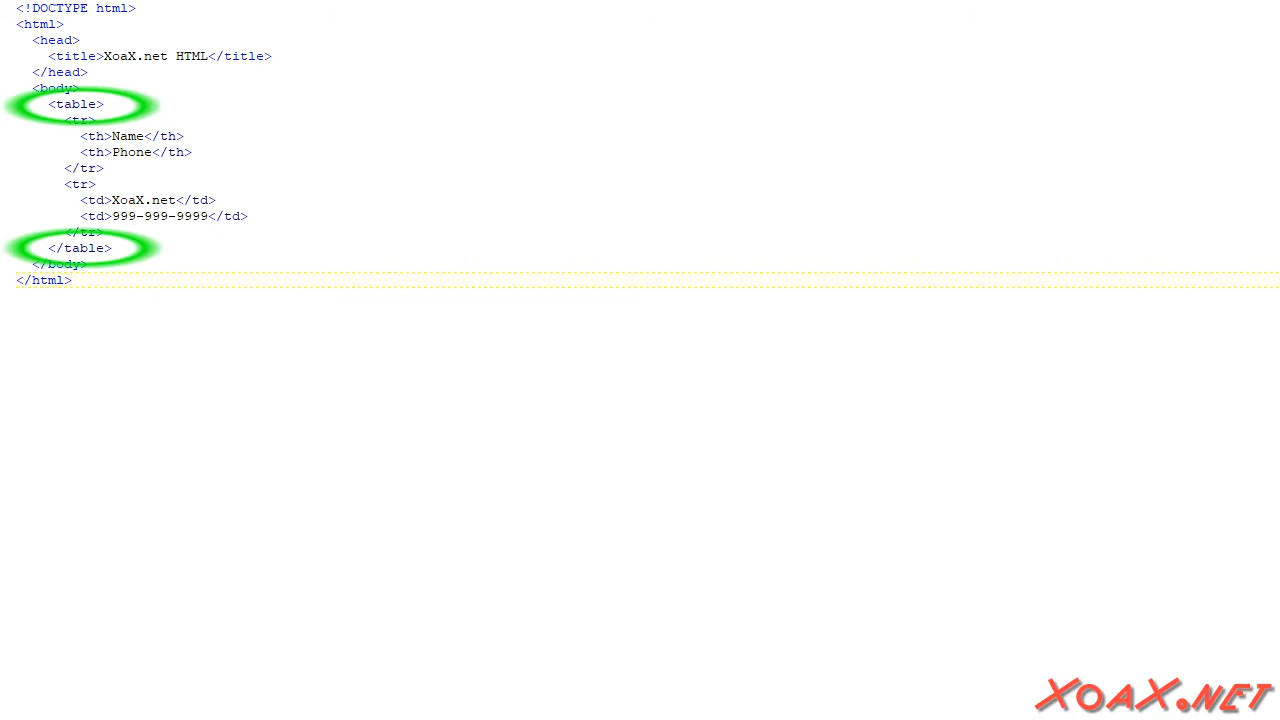 <!DOCTYPE html>
<html>
  <head>
    <title>XoaX.net HTML</title>
  </head>
  <body>
    <table>
      <tr>
        <th>Name</th>
        <th>Phone</th>
      </tr>
      <tr>
        <td>XoaX.net</td>
        <td>999-999-9999</td>
      </tr>
    </table>
  </body>
</html>
XOAX.NET